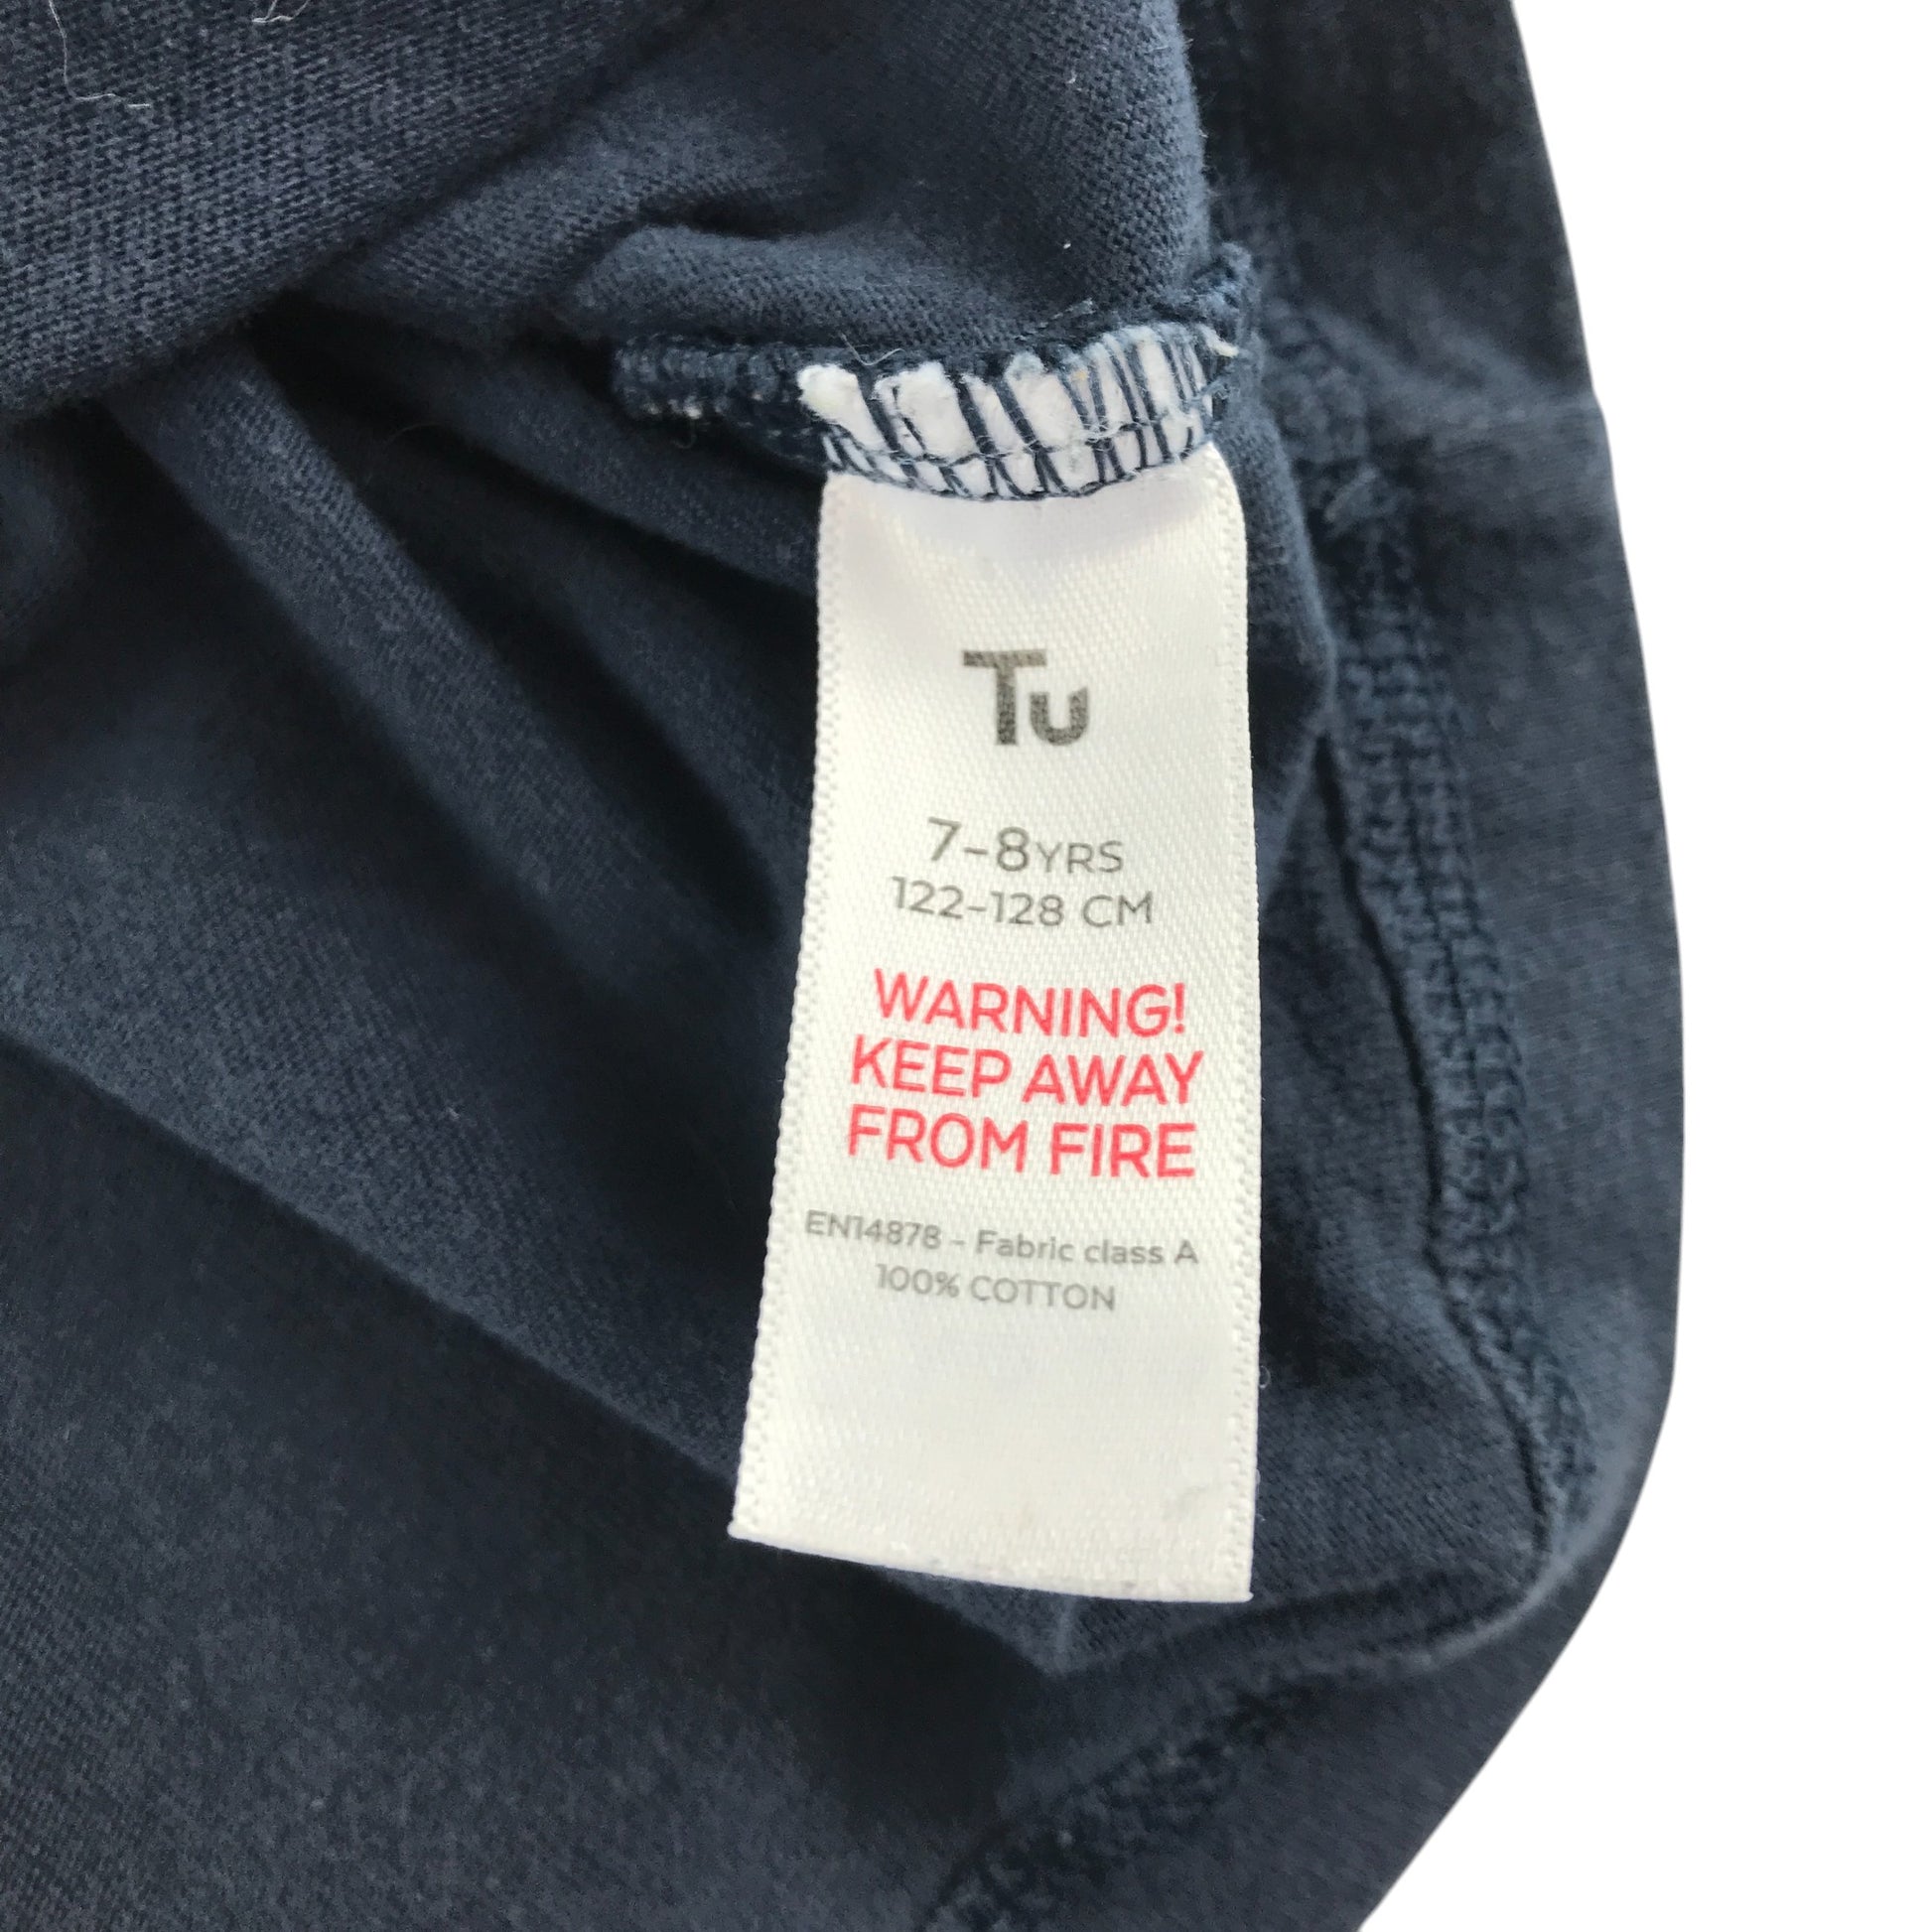 Tu
7-8YRS
122-128 CM
WARNING!
KEEP AWAY
FROM FIRE
EN14878 - Fabric class A
100% COTTON